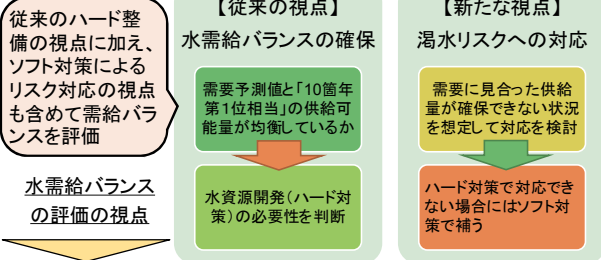 従来のハード整
備の視点に加え、
ソフト対策による
リスク対応の視点
も含めて需給バラ
ンスを評価
水需給バランス
の評価の視点
【従来の視点】
水需給バランスの確保
需要予測値と「10箇年
第1位相当」の供給可
能量が均衡しているか
水資源開発(ハード対
策)の必要性を判断
【新たな視点】
渇水リスクへの対応
需要に見合った供給
量が確保できない状況
を想定して対応を検討
ハード対策で対応でき
ない場合にはソフト対
策で補う